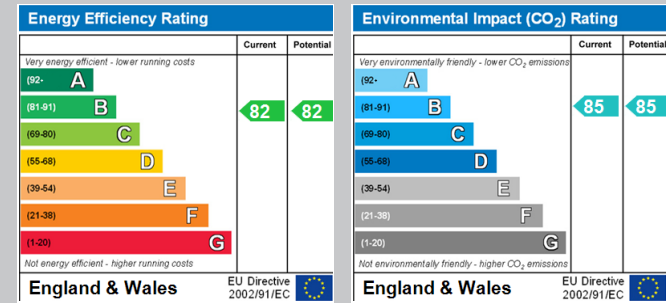 Energy Efficiency Rating
Current Potential
Very energy efficient - lower running costs
(92- A
(81-91) B 82 82
(69-80) C
(55-68) D
(39-54) E
(21-38) F
(1-20) G
Not energy efficient - higher running costs
England & Wales
EU Directive
2002/91/EC
Environmental Impact (CO2) Rating
Current Potential
Very environmentally friendly - lower CO2 emissions
(92- A
(81-91) B 85 85
(69-80) C
(55-68) D
(39-54) E
(21-38) F
(1-20) G
Not environmentally friendly - higher CO2 emissions
England & Wales
EU Directive
2002/91/EC